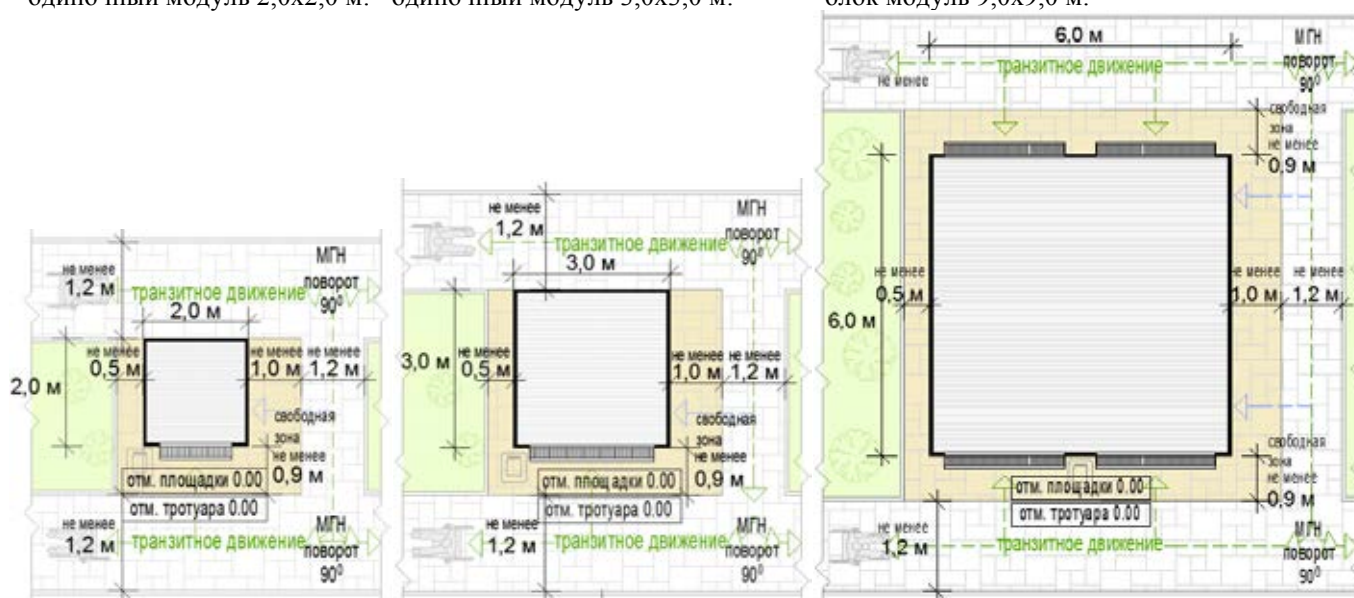 одиночный модуль 2,0х2,0 м.
одиночный модуль 3,0х3,0 м.
блок модуль 9,0х9,0 м.
не менее
1,2 м
транзитное движение
МГН
поворот
90⁰
2,0 м
2,0 м
не менее
0,5 м
не менее
1,0 м
не менее
1,2 м
свободная
зона
не менее
0,9 м
отм. площадки 0.00
отм. тротуара 0.00
не менее
1,2 м
транзитное движение
МГН
поворот
90⁰
не менее
1,2 м
транзитное движение
МГН
поворот
90⁰
3,0 м
3,0 м
не менее
0,5 м
не менее
1,0 м
не менее
1,2 м
свободная
зона
не менее
0,9 м
отм. площадки 0.00
отм. тротуара 0.00
не менее
1,2 м
транзитное движение
МГН
поворот
90⁰
6,0 м
транзитное движение
не менее
МГН
поворот
90⁰
свободная
зона
не менее
0,9 м
6,0 м
не менее
0,5 м
не менее
1,0 м
не менее
1,2 м
свободная
зона
не менее
0,9 м
отм. площадки 0.00
отм. тротуара 0.00
не менее
1,2 м
транзитное движение
МГН
поворот
90⁰